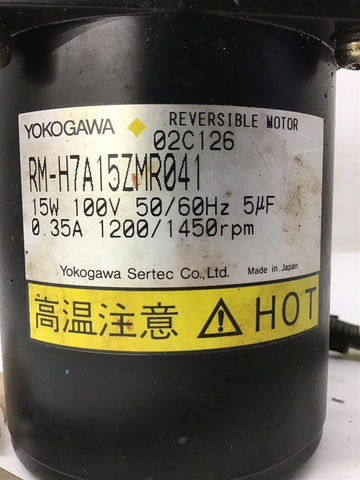 YOKOGAWA REVERSIBLE MOTOR
02C126
RM-H7A15ZMR041
15W 100V 50/60Hz 5μF
0.35A 1200/1450rpm
Yokogawa Sertec Co.,Ltd. Made in Japan
高温注意 HOT